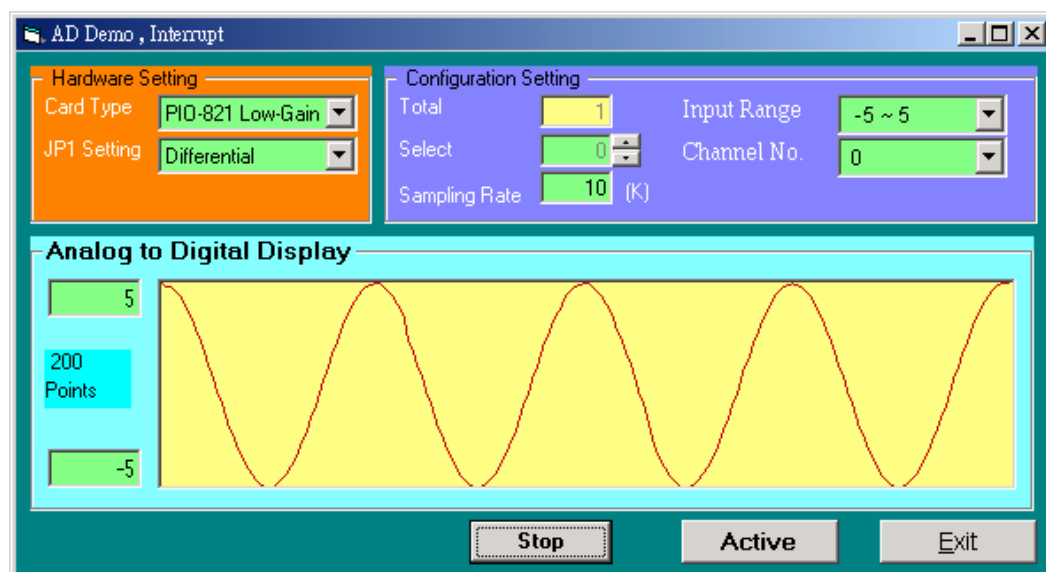 AD Demo , Interrupt
Hardware Setting
Card Type PIO-821 Low-Gain
JP1 Setting Differential
Configuration Setting
Total 1
Select 0
Sampling Rate 10 (K)
Input Range -5 ~ 5
Channel No. 0
Analog to Digital Display
5
200
Points
-5
Stop
Active
Exit